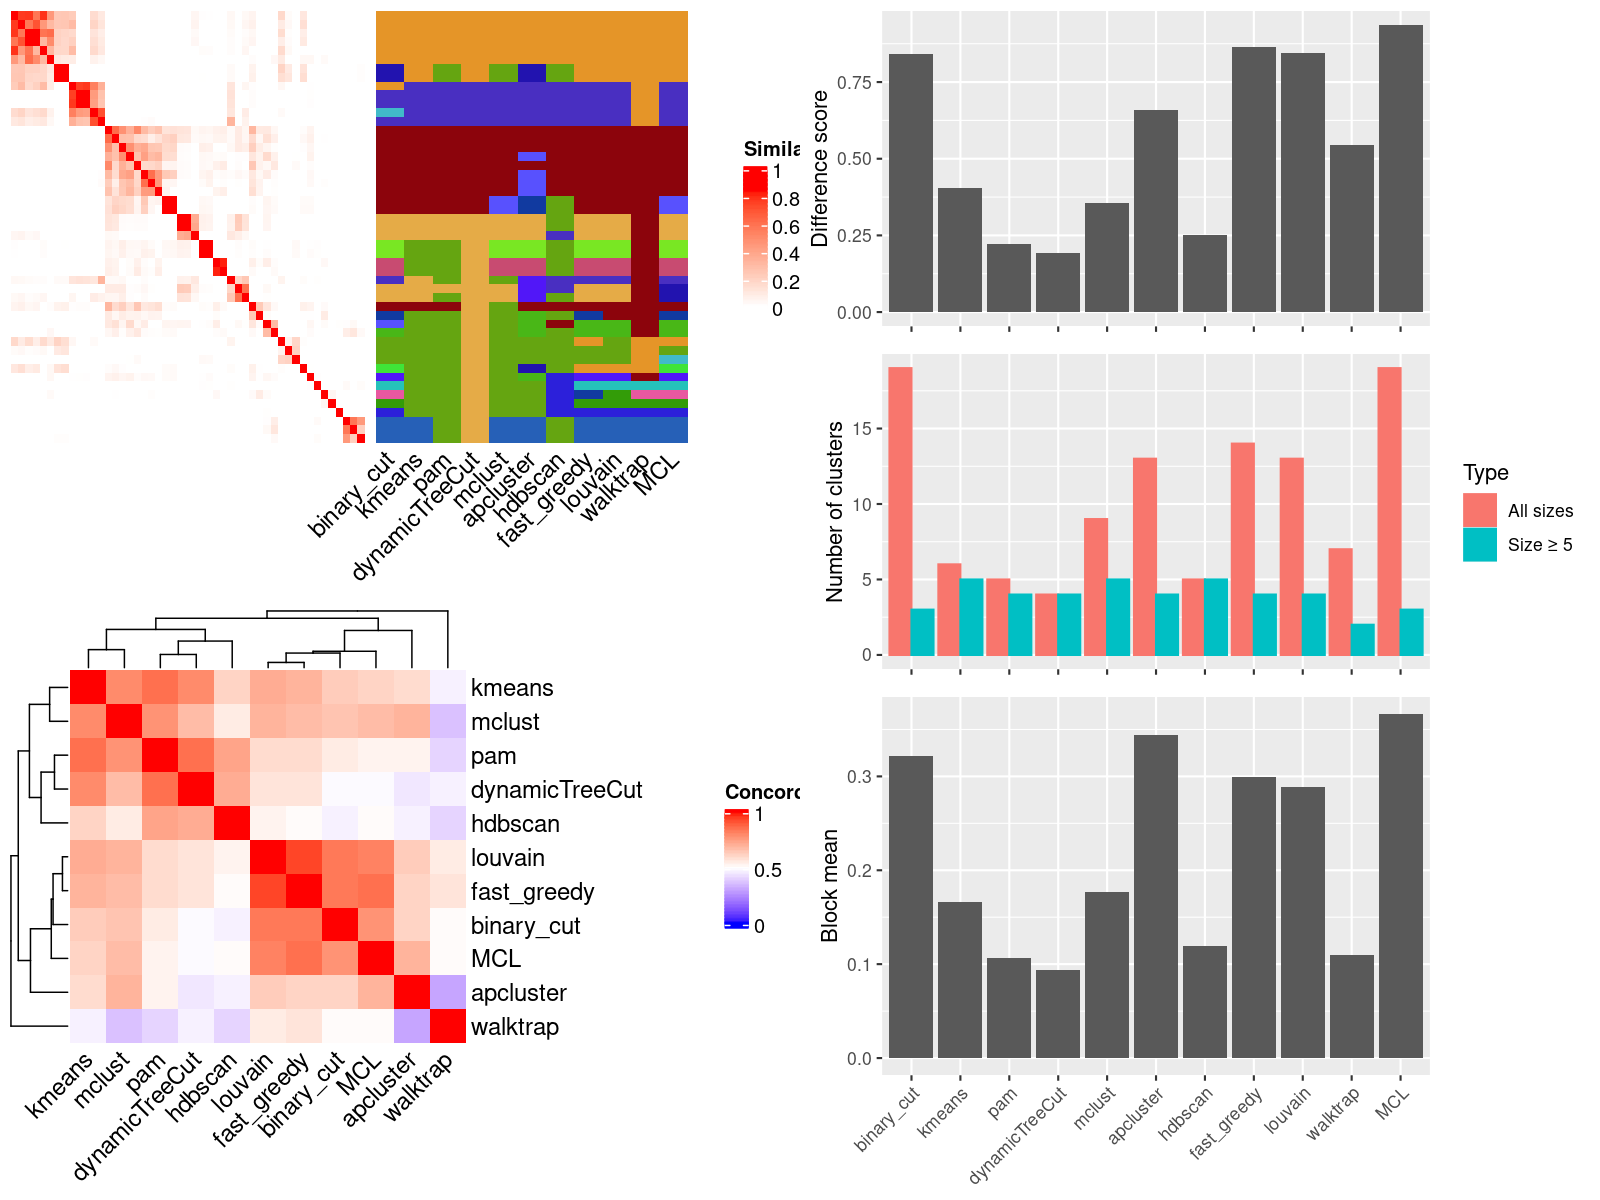 Simila
1
0.8
0.6
0.4
0.2
0
binary_cut
kmeans
pam
dynamicTreeCut
mclust
apcluster
hdbscan
fast_greedy
louvain
walktrap
MCL
kmeans
mclust
pam
dynamicTreeCut
hdbscan
louvain
fast_greedy
binary_cut
MCL
apcluster
walktrap
kmeans
mclust
pam
dynamicTreeCut
hdbscan
louvain
fast_greedy
binary_cut
MCL
apcluster
walktrap
Concord
1
0.5
0
Difference score
0.75
0.50
0.25
0.00
Number of clusters
15
10
5
0
Type
All sizes
Size ≥ 5
Block mean
0.3
0.2
0.1
0.0
binary_cut
kmeans
pam
dynamicTreeCut
mclust
apcluster
hdbscan
fast_greedy
louvain
walktrap
MCL